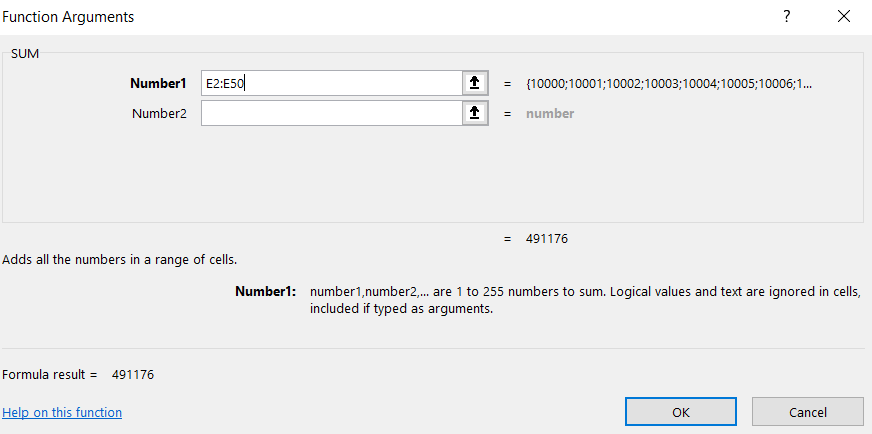 Function Arguments ? ×
SUM
Number1 E2:E50 = {10000;10001;10002;10003;10004;10005;10006;1...
Number2 = number
= 491176
Adds all the numbers in a range of cells.
Number1: number1,number2,... are 1 to 255 numbers to sum. Logical values and text are ignored in cells,
included if typed as arguments.
Formula result = 491176
Help on this function OK Cancel